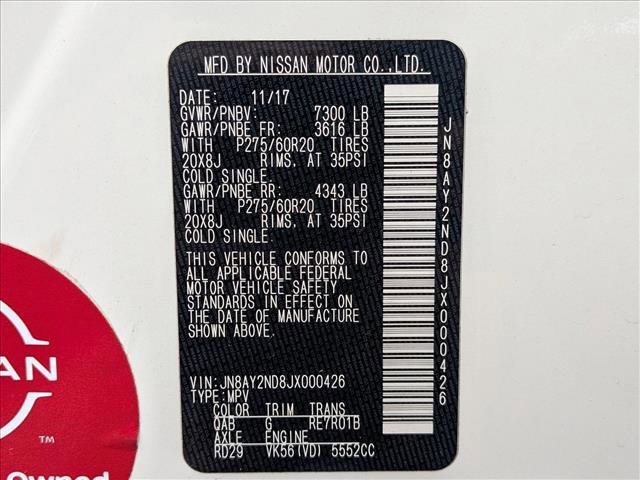 MFD BY NISSAN MOTOR CO.,LTD.
DATE: 11/17
GVWR/PNBV: 7300 LB
GAWR/PNBE FR: 3616 LB
WITH P275/60R20 TIRES
20X8J RIMS, AT 35PSI
COLD SINGLE.
GAWR/PNBE RR: 4343 LB
WITH P275/60R20 TIRES
20X8J RIMS, AT 35PSI
COLD SINGLE.
THIS VEHICLE CONFORMS TO
ALL APPLICABLE FEDERAL
MOTOR VEHICLE SAFETY
STANDARDS IN EFFECT ON
THE DATE OF MANUFACTURE
SHOWN ABOVE.
VIN: JN8AY2ND8JX000426
TYPE: MPV
COLOR TRIM TRANS
QAB G RE7R01B
AXLE ENGINE
RD29 VK56(VD) 5552CC
JN8AY2ND8JX000426
SAN
TM
Owned